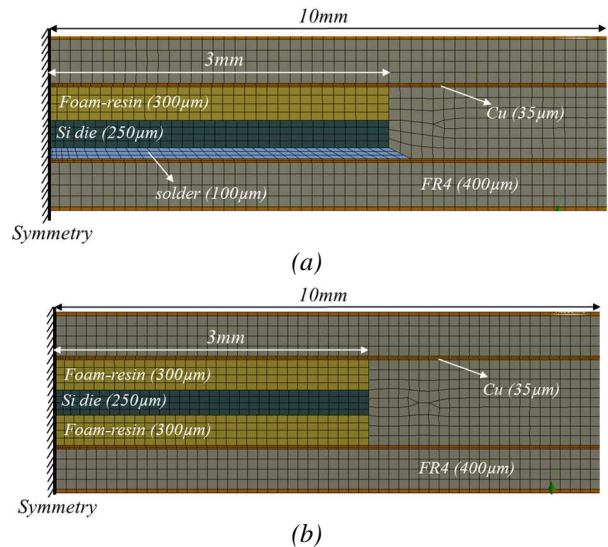 10mm
3mm
Foam-resin (300µm)
Cu (35µm)
Si die (250µm)
solder (100µm)
FR4 (400µm)
Symmetry
(a)
10mm
3mm
Foam-resin (300µm)
Si die (250µm)
Cu (35µm)
Foam-resin (300µm)
FR4 (400µm)
Symmetry
(b)